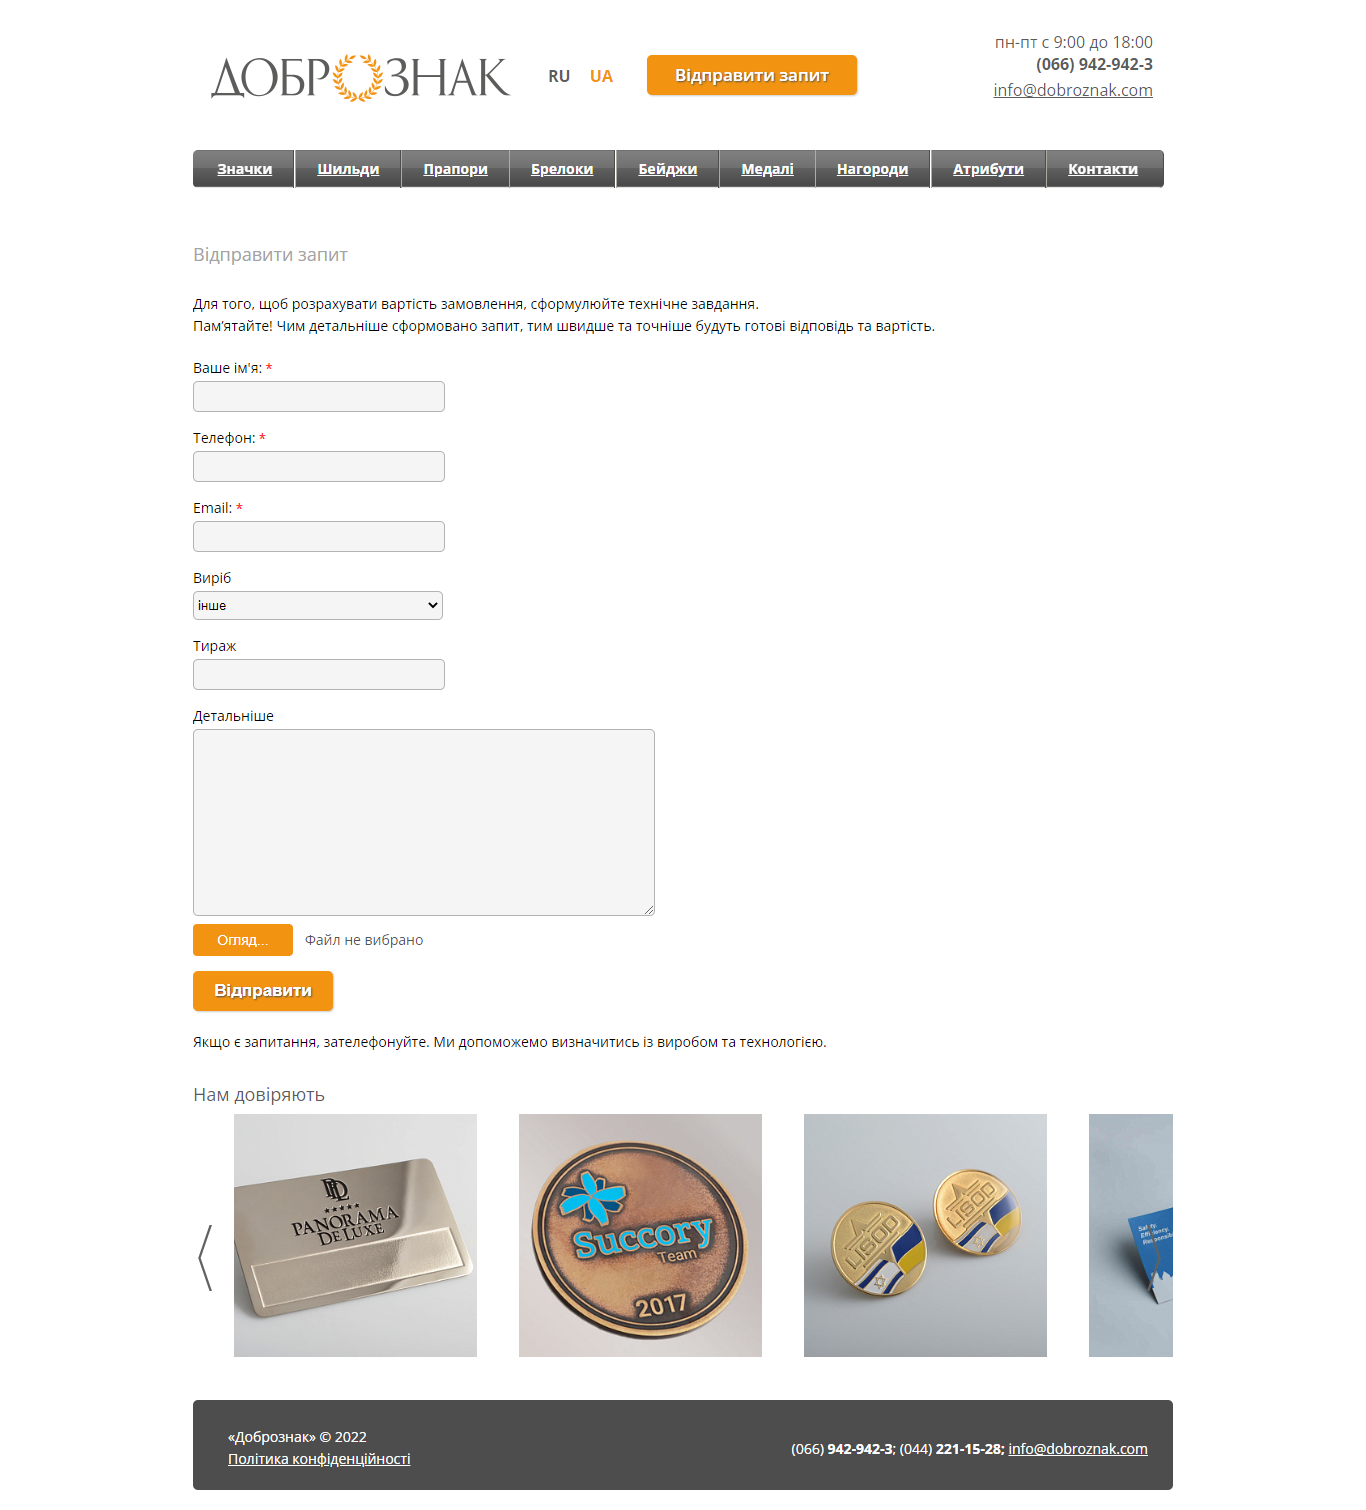 ДОБРОЗНАК
RU UA
Відправити запит
пн-пт с 9:00 до 18:00
(066) 942-942-3
info@dobroznak.com
Значки Шильди Прапори Брелоки Бейджи Медалі Нагороди Атрибути Контакти
Відправити запит
Для того, щоб розрахувати вартість замовлення, сформулюйте технічне завдання.
Пам'ятайте! Чим детальніше сформовано запит, тим швидше та точніше будуть готові відповідь та вартість.
Ваше ім'я: *
Телефон: *
Email: *
Виріб
інше
Тираж
Детальніше
Огляд... Файл не вибрано
Відправити
Якщо є запитання, зателефонуйте. Ми допоможемо визначитись із виробом та технологією.
Нам довіряють
PANORAMA
DE LUXE
Succory
Team
2017
LISOP
LISOP
Safety.
Efficiency.
«Добрознак» © 2022
Політика конфіденційності
(066) 942-942-3; (044) 221-15-28; info@dobroznak.com